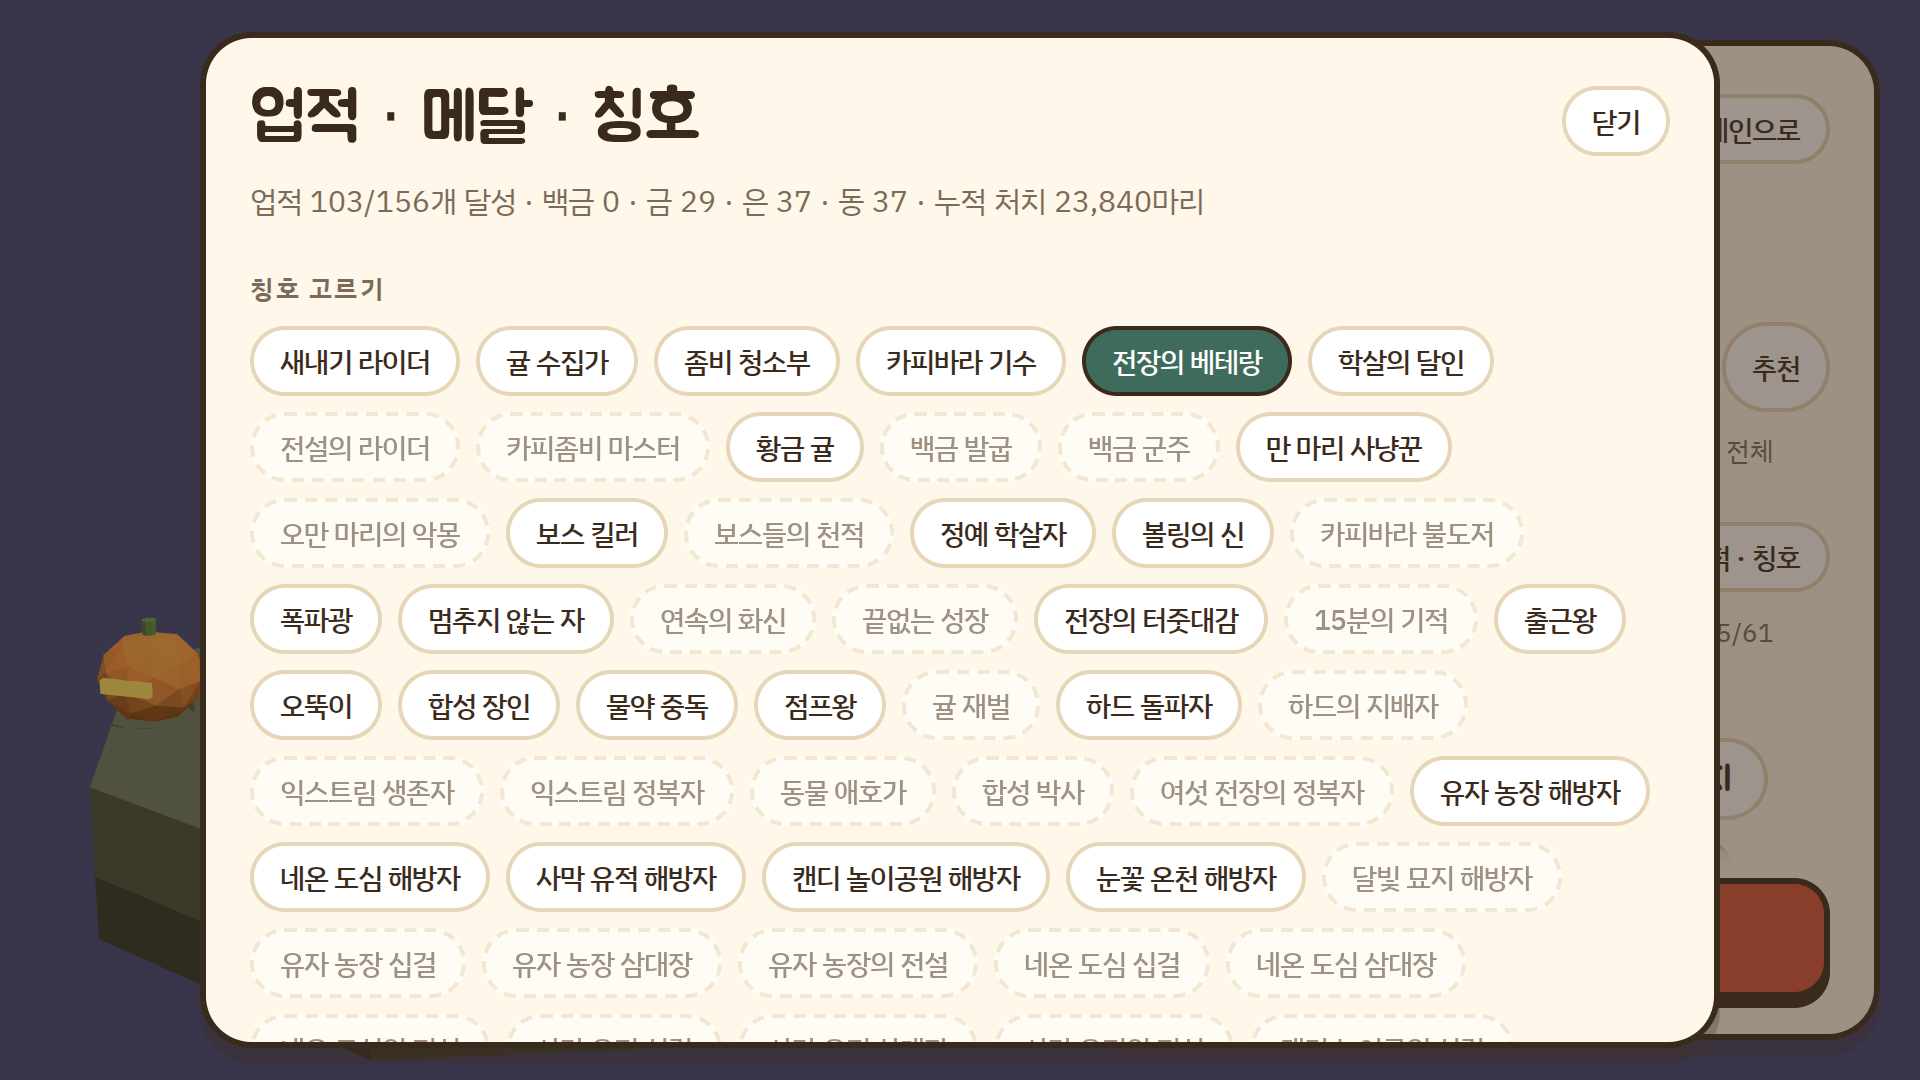 업적 · 메달 · 칭호
닫기
업적 103/156개 달성 · 백금 0 · 금 29 · 은 37 · 동 37 · 누적 처치 23,840마리
칭호 고르기
새내기 라이더 귤 수집가 좀비 청소부 카피바라 기수 전장의 베테랑 학살의 달인
전설의 라이더 카피좀비 마스터 황금 귤 백금 발굽 백금 군주 만 마리 사냥꾼
오만 마리의 악몽 보스 킬러 보스들의 천적 정예 학살자 볼링의 신 카피바라 불도저
폭파광 멈추지 않는 자 연속의 화신 끝없는 성장 전장의 터줏대감 15분의 기적 출근왕
오뚝이 합성 장인 물약 중독 점프왕 귤 재벌 하드 돌파자 하드의 지배자
익스트림 생존자 익스트림 정복자 동물 애호가 합성 박사 여섯 전장의 정복자 유자 농장 해방자
네온 도심 해방자 사막 유적 해방자 캔디 놀이공원 해방자 눈꽃 온천 해방자 달빛 묘지 해방자
유자 농장 십걸 유자 농장 삼대장 유자 농장의 전설 네온 도심 십걸 네온 도심 삼대장
인으로
추천
전체
· 칭호
5/61